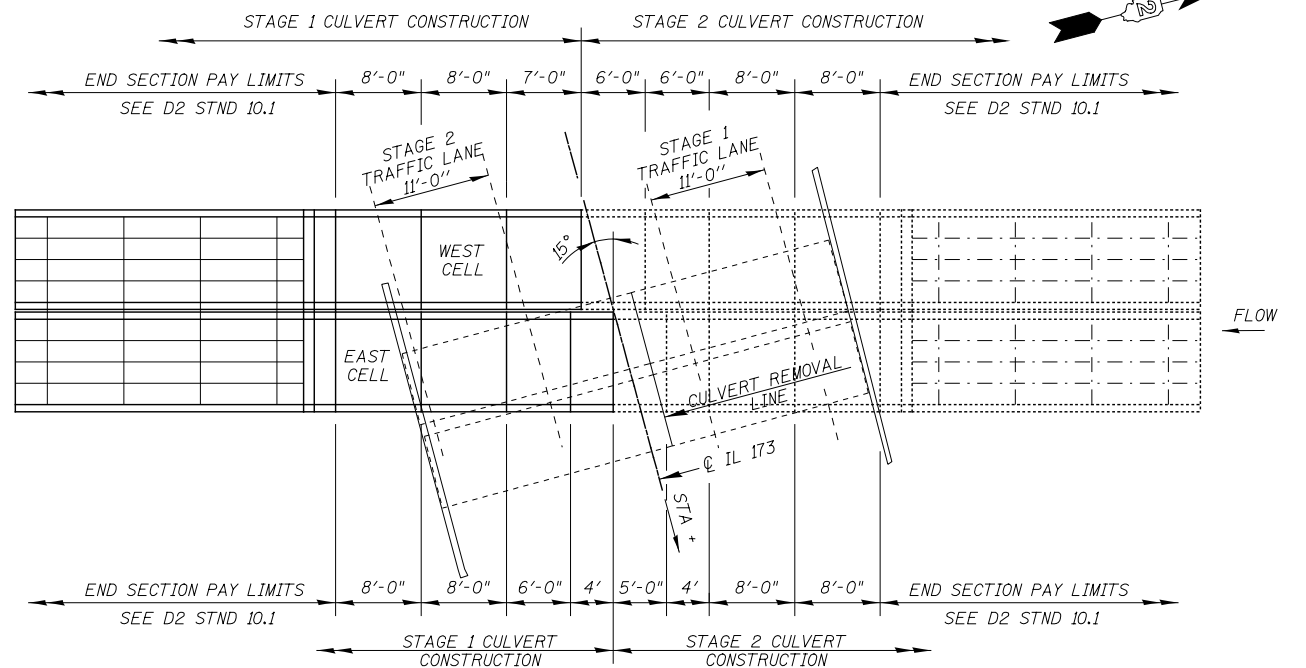 STAGE 1 CULVERT CONSTRUCTION
STAGE 2 CULVERT CONSTRUCTION
END SECTION PAY LIMITS
8'-0"
8'-0"
7'-0"
6'-0"
6'-0"
8'-0"
8'-0"
END SECTION PAY LIMITS
SEE D2 STND 10.1
SEE D2 STND 10.1
STAGE 2
TRAFFIC LANE
11'-0"
STAGE 1
TRAFFIC LANE
11'-0"
15°
WEST
CELL
FLOW
EAST
CELL
CULVERT REMOVAL
LINE
℄ IL 173
STA +
END SECTION PAY LIMITS
8'-0"
8'-0"
6'-0"
4'
5'-0"
4'
8'-0"
8'-0"
END SECTION PAY LIMITS
SEE D2 STND 10.1
SEE D2 STND 10.1
STAGE 1 CULVERT
CONSTRUCTION
STAGE 2 CULVERT
CONSTRUCTION